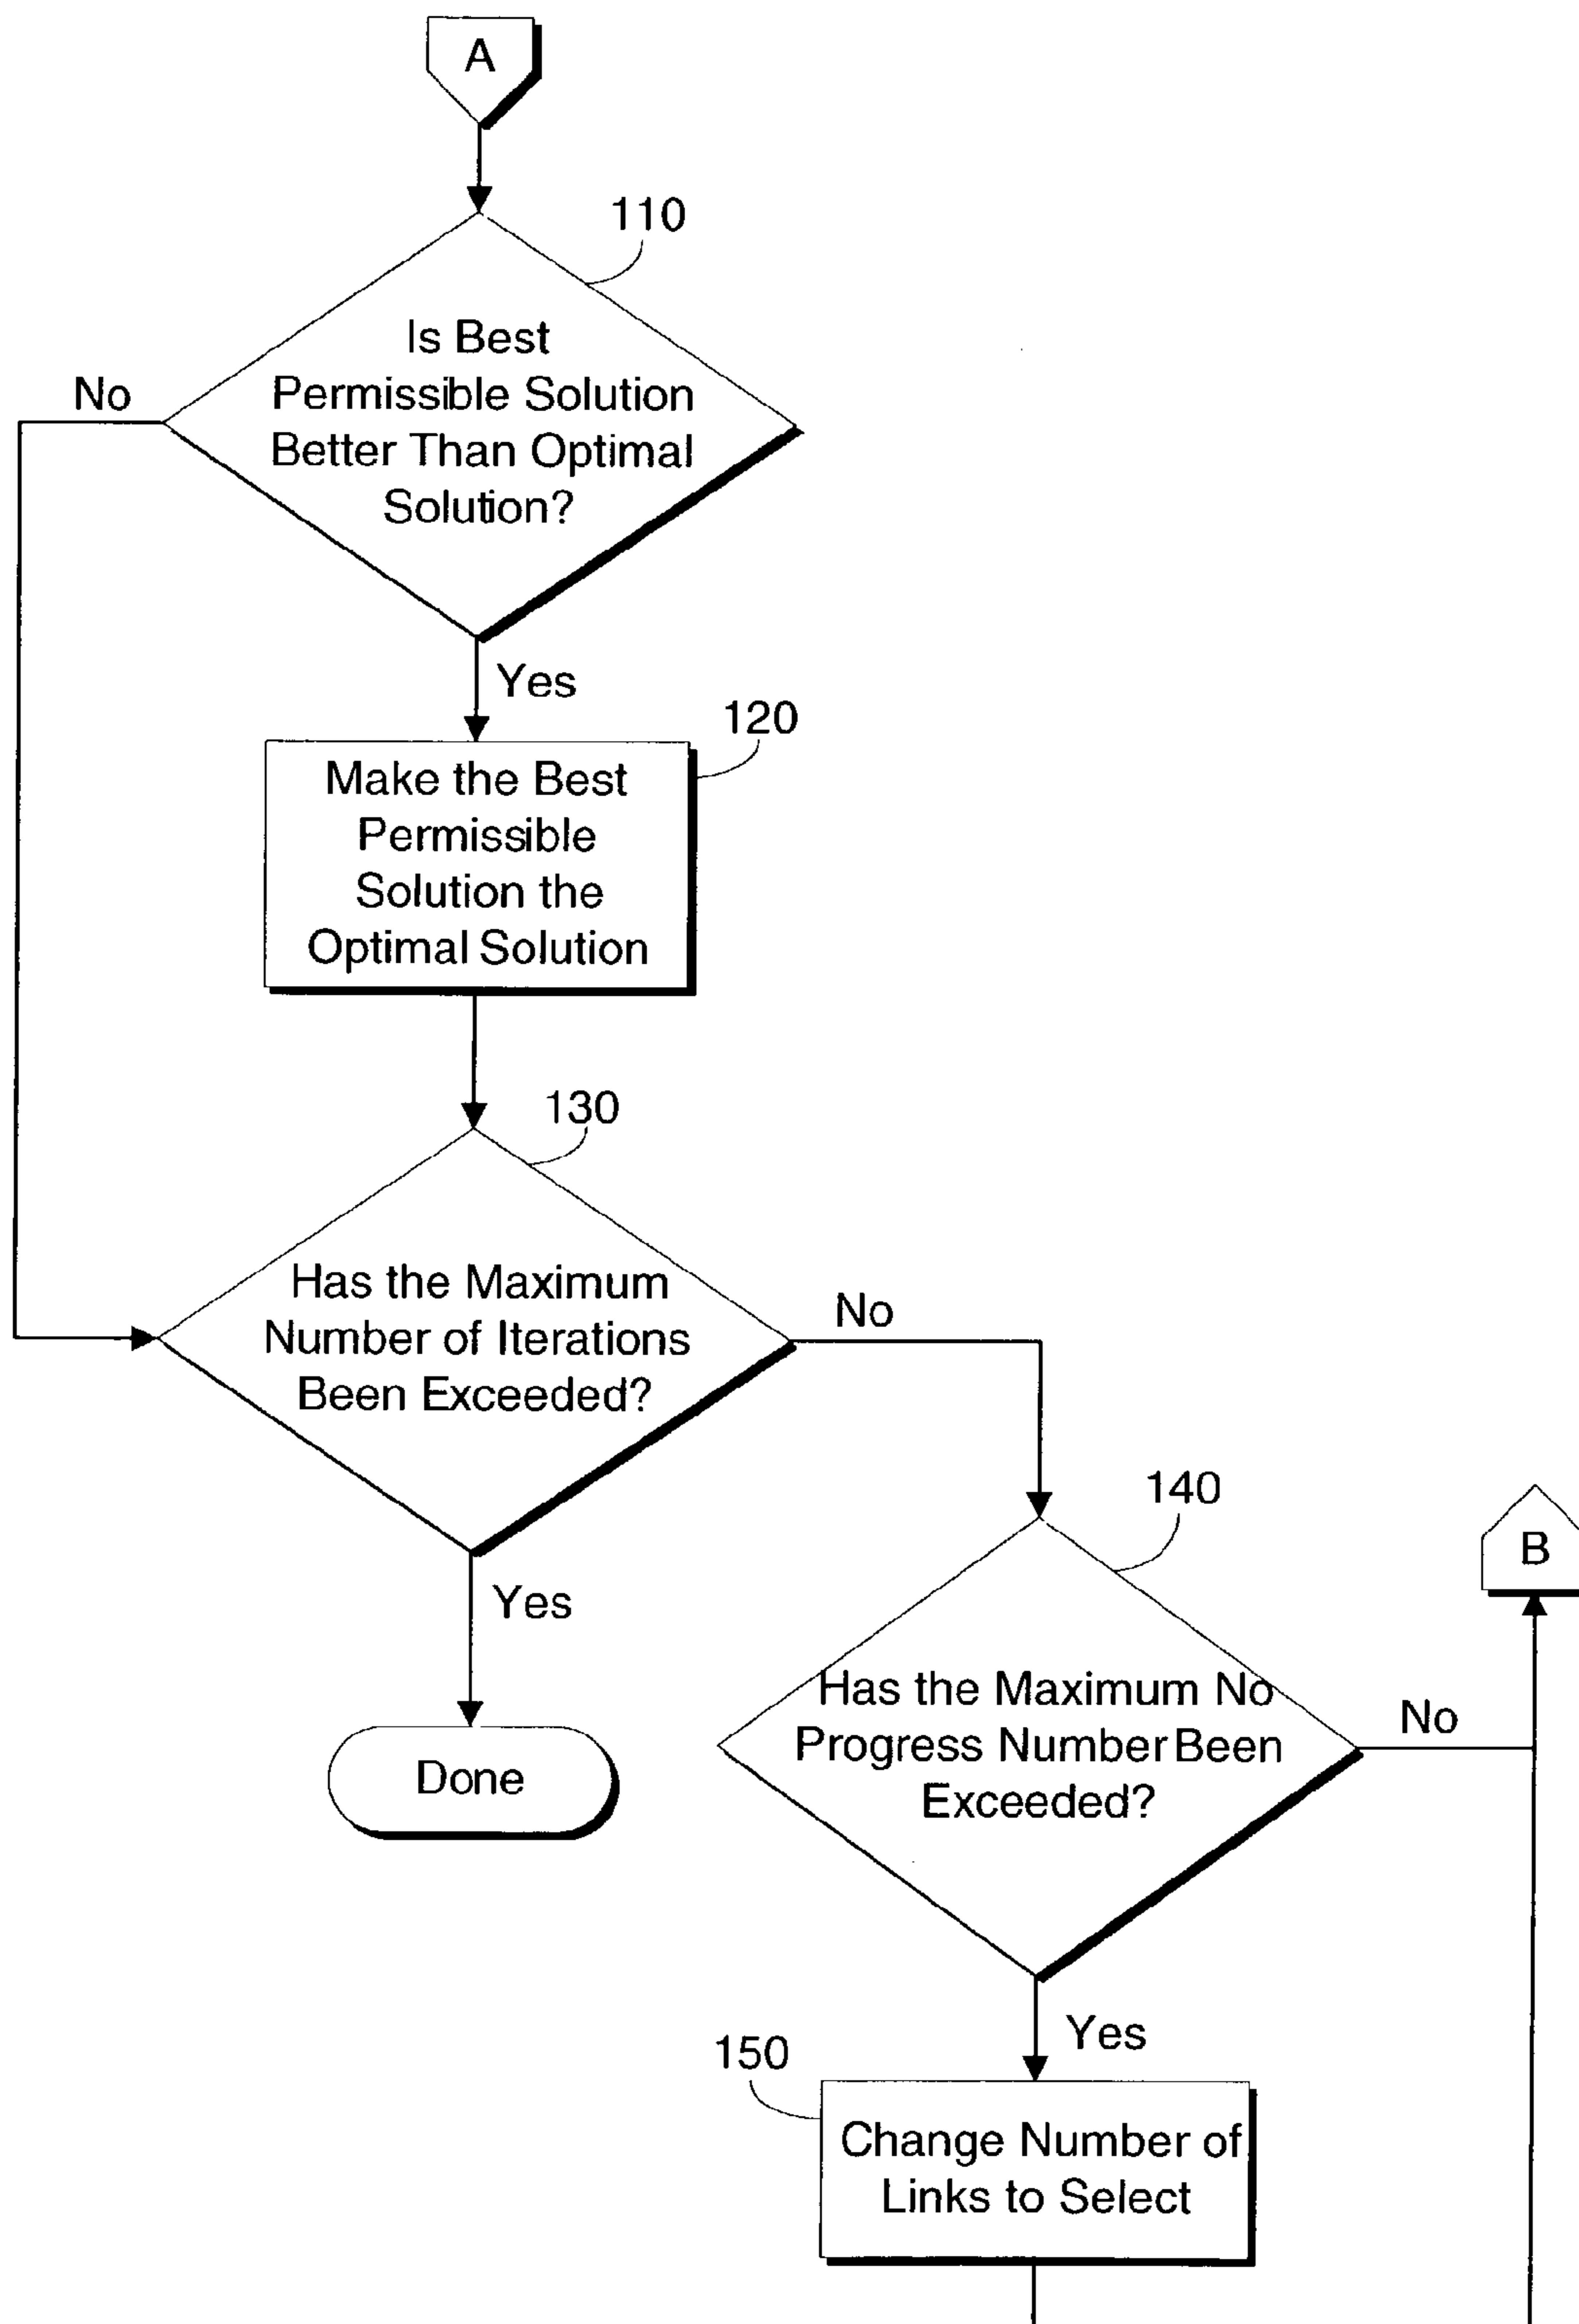 A
110
Is Best
Permissible Solution
Better Than Optimal
Solution?
No
Yes
120
Make the Best
Permissible
Solution the
Optimal Solution
130
Has the Maximum
Number of Iterations
Been Exceeded?
No
Yes
Done
140
Has the Maximum No
Progress Number Been
Exceeded?
No
B
Yes
150
Change Number of
Links to Select